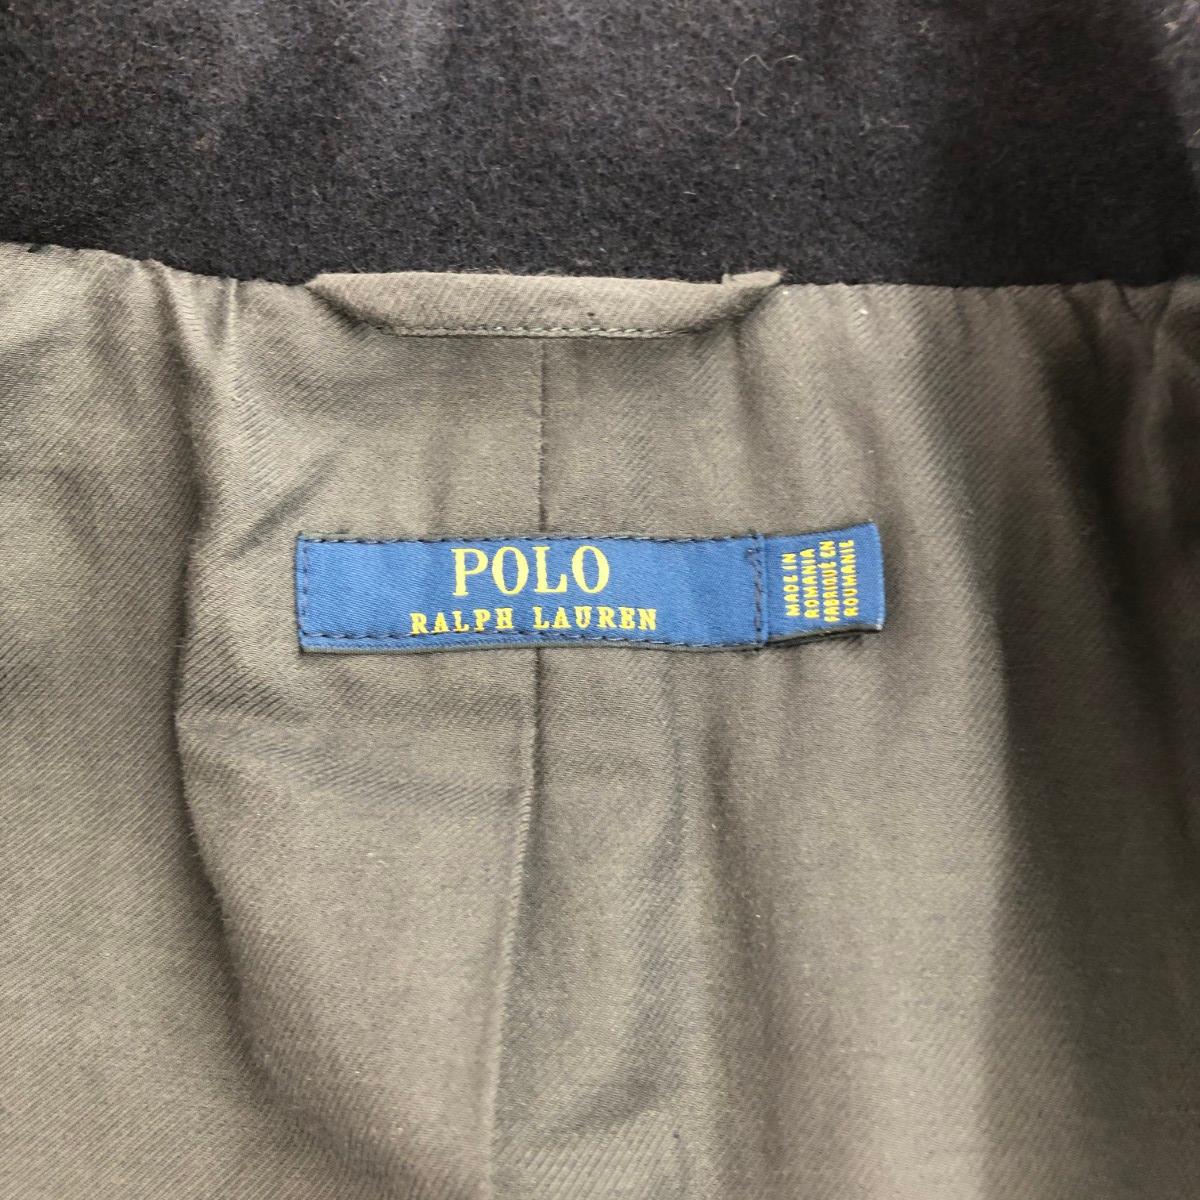 POLO
RALPH LAUREN
MADE IN
ROMANIA
FABRIQUÉ EN
ROUMANIE